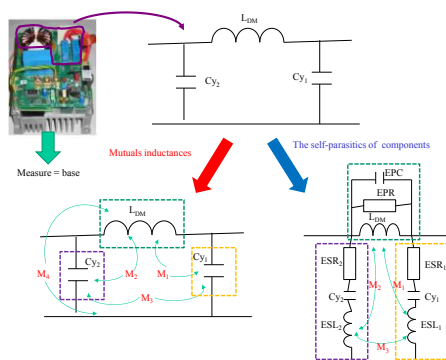 L_DM
Cy₂
Cy₁
Mutuals inductances
The self-parasitics of components
Measure = base
EPC
EPR
L_DM
L_DM
Cy₂
Cy₁
M₄
M₂
M₁
M₃
ESR₂
ESR₁
M₂
M₁
Cy₂
Cy₁
ESL₂
ESL₁
M₃